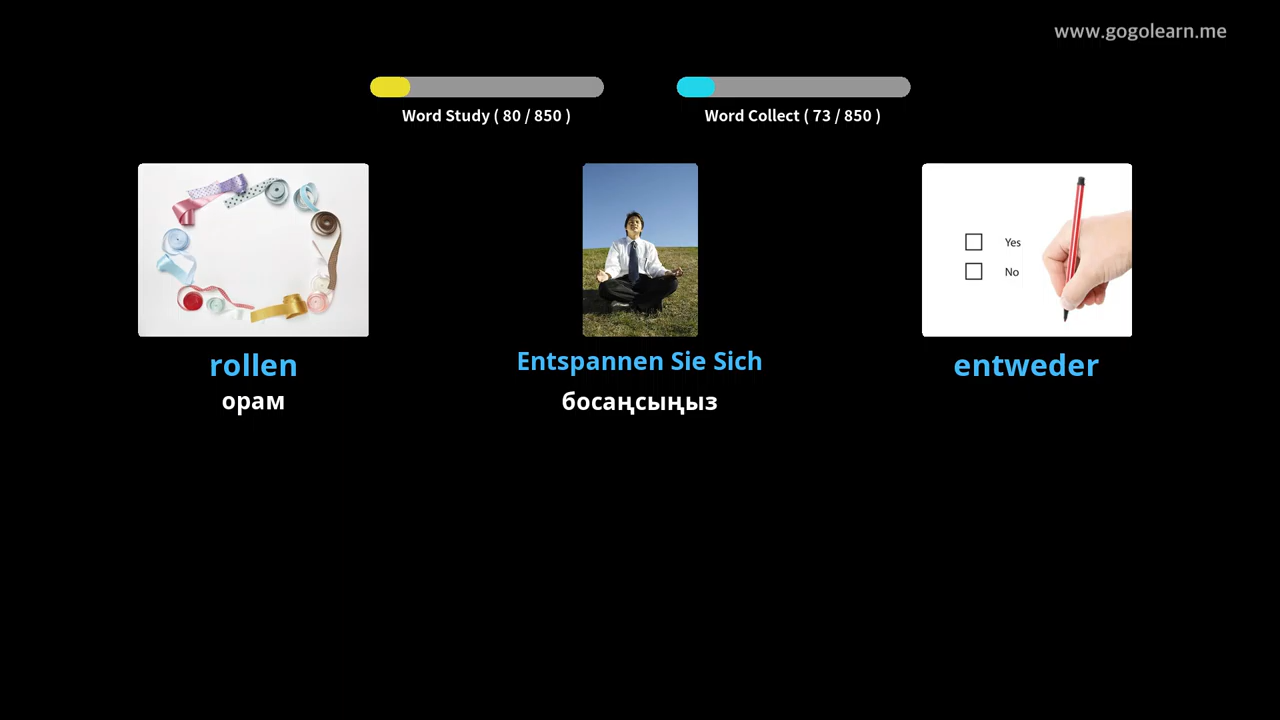 www.gogolearn.me
Word Study ( 80 / 850 )
Word Collect ( 73 / 850 )
Yes
No
rollen
Entspannen Sie Sich
entweder
орам
босаңсыңыз